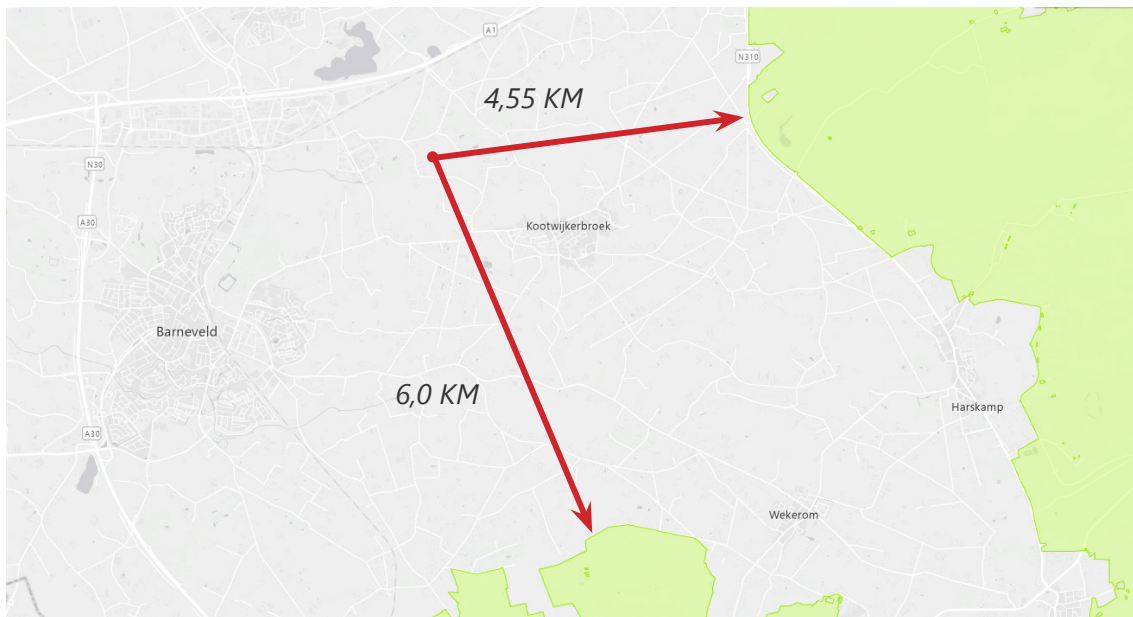 A1
N310
4,55 KM
N30
A30
Kootwijkerbroek
Barneveld
6,0 KM
Harskamp
A30
Wekerom